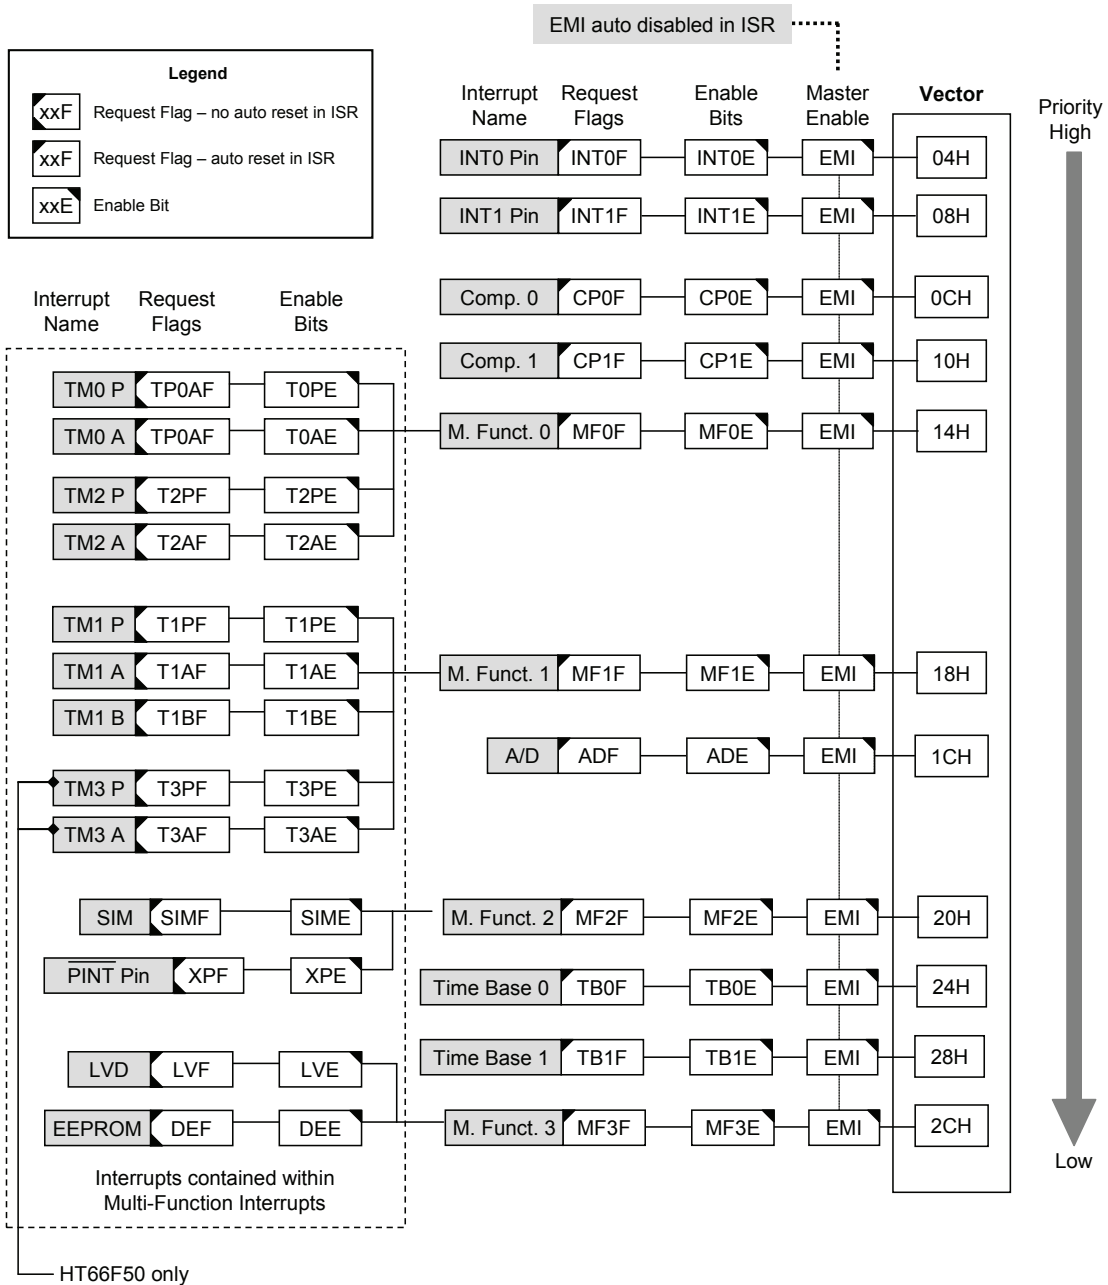 EMI auto disabled in ISR
Legend
xxF Request Flag – no auto reset in ISR
xxF Request Flag – auto reset in ISR
xxE Enable Bit
Interrupt Name Request Flags Enable Bits Master Enable Vector
Priority High
INT0 Pin INT0F INT0E EMI 04H
INT1 Pin INT1F INT1E EMI 08H
Comp. 0 CP0F CP0E EMI 0CH
Comp. 1 CP1F CP1E EMI 10H
M. Funct. 0 MF0F MF0E EMI 14H
M. Funct. 1 MF1F MF1E EMI 18H
A/D ADF ADE EMI 1CH
M. Funct. 2 MF2F MF2E EMI 20H
Time Base 0 TB0F TB0E EMI 24H
Time Base 1 TB1F TB1E EMI 28H
M. Funct. 3 MF3F MF3E EMI 2CH
Low
Interrupt Name Request Flags Enable Bits
TM0 P TP0AF T0PE
TM0 A TP0AF T0AE
TM2 P T2PF T2PE
TM2 A T2AF T2AE
TM1 P T1PF T1PE
TM1 A T1AF T1AE
TM1 B T1BF T1BE
TM3 P T3PF T3PE
TM3 A T3AF T3AE
SIM SIMF SIME
PINT Pin XPF XPE
LVD LVF LVE
EEPROM DEF DEE
Interrupts contained within
Multi-Function Interrupts
HT66F50 only